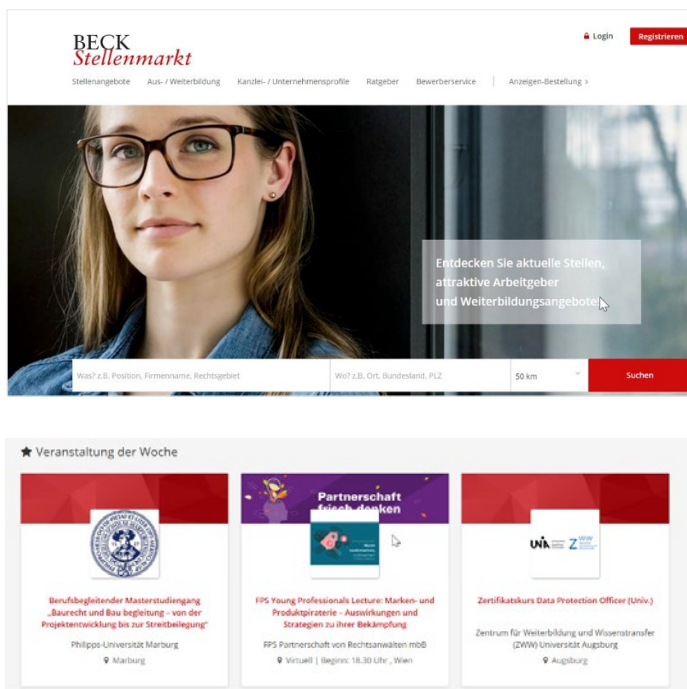 BECK
Stellenmarkt
Login
Registrieren
Stellenangebote Aus- / Weiterbildung Kanzlei- / Unternehmensprofile Ratgeber Bewerberservice | Anzeigen-Bestellung >
Entdecken Sie aktuelle Stellen,
attraktive Arbeitgeber
und Weiterbildungsangebote
Was? z.B. Position, Firmenname, Rechtsgebiet
Wo? z.B. Ort, Bundesland, PLZ
50 km
Suchen
Veranstaltung der Woche
Berufsbegleitender Masterstudiengang
„Baurecht und Bau begleitung – von der
Projektentwicklung bis zur Streitbeilegung“
Philipps-Universität Marburg
Marburg
Partnerschaft
frisch denken
FPS Young Professionals Lecture: Marken- und
Produktpiraterie – Auswirkungen und
Strategien zu ihrer Bekämpfung
FPS Partnerschaft von Rechtsanwälten mbB
Virtuell | Beginn: 18.30 Uhr , Wien
UNIA ZWW
Zertifikatskurs Data Protection Officer (Univ.)
Zentrum für Weiterbildung und Wissenstransfer
(ZWW) Universität Augsburg
Augsburg